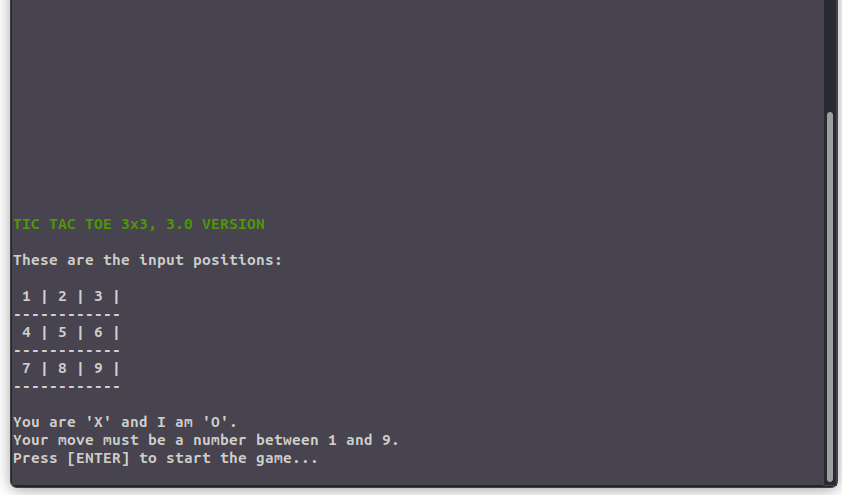 TIC TAC TOE 3x3, 3.0 VERSION
These are the input positions:
1 | 2 | 3 |
------------
4 | 5 | 6 |
------------
7 | 8 | 9 |
------------
You are 'X' and I am 'O'.
Your move must be a number between 1 and 9.
Press [ENTER] to start the game...